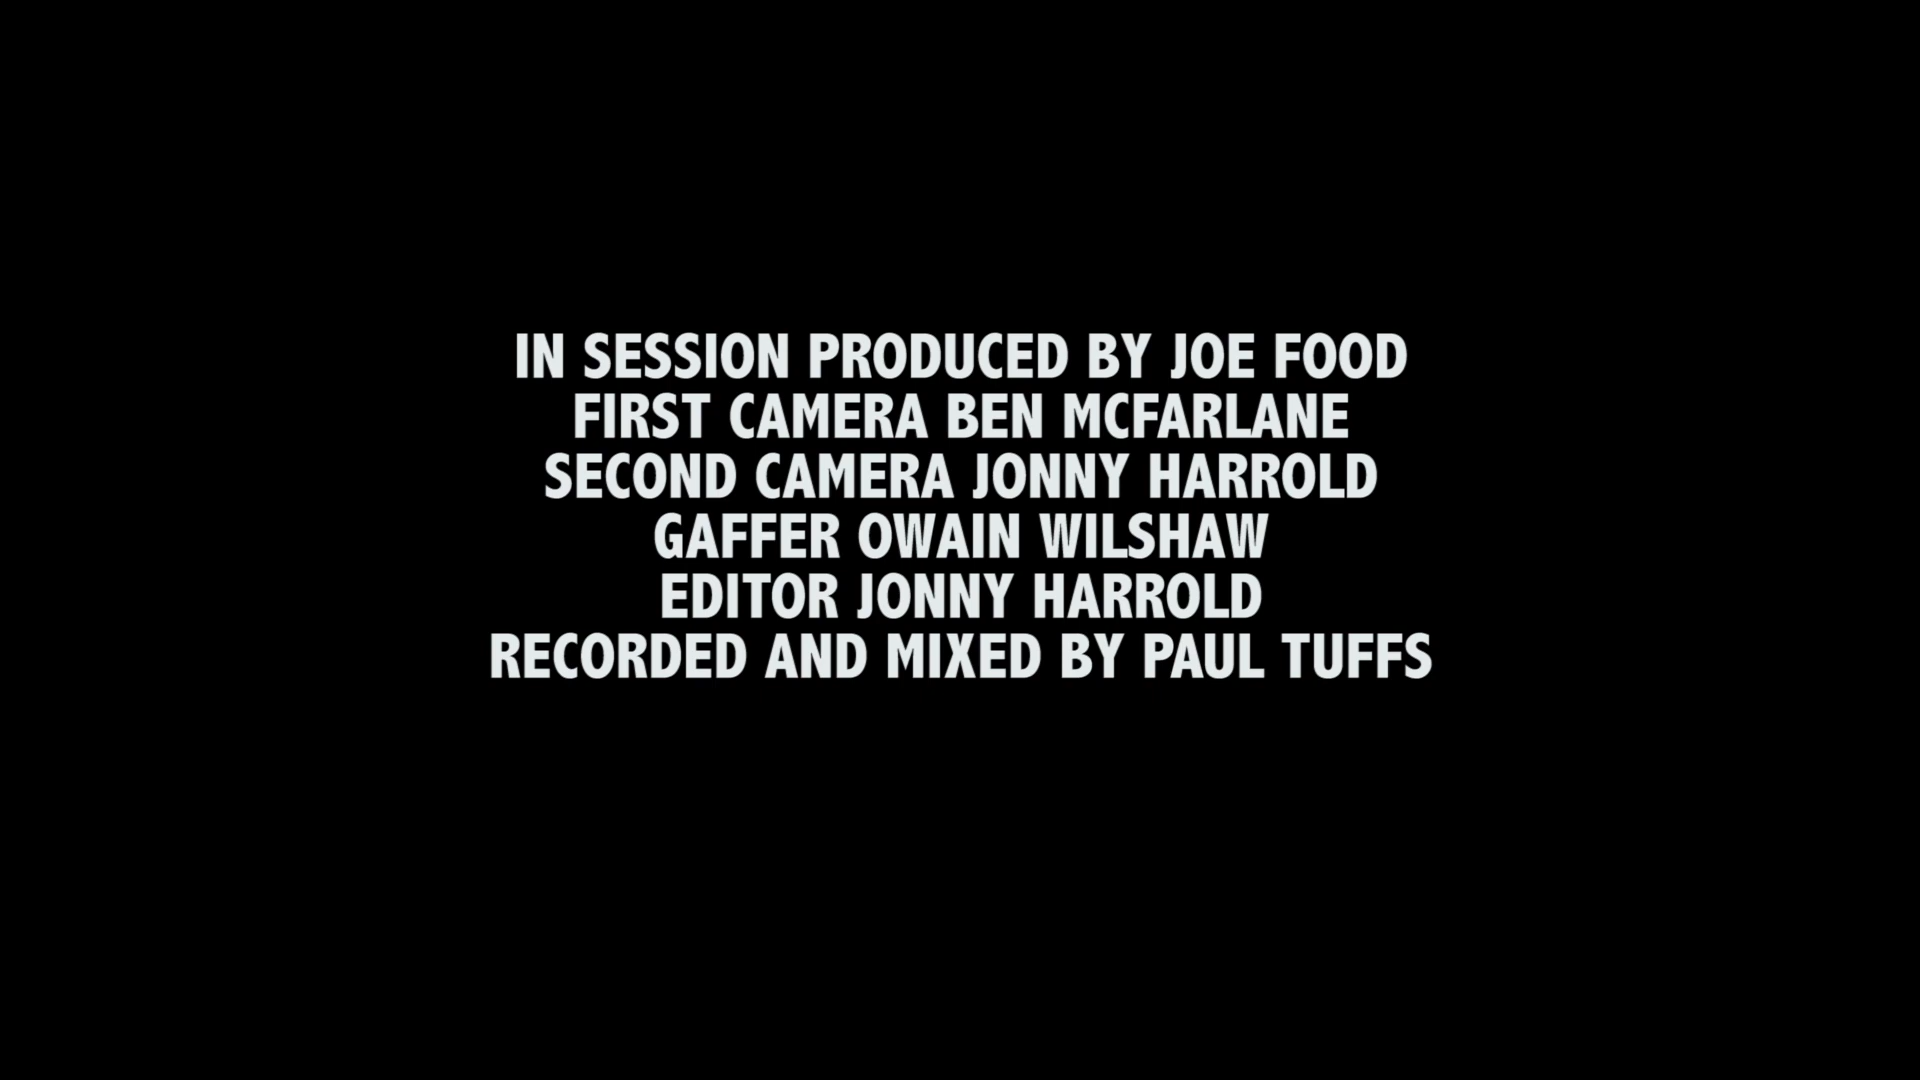 IN SESSION PRODUCED BY JOE FOOD
FIRST CAMERA BEN MCFARLANE
SECOND CAMERA JONNY HARROLD
GAFFER OWAIN WILSHAW
EDITOR JONNY HARROLD
RECORDED AND MIXED BY PAUL TUFFS